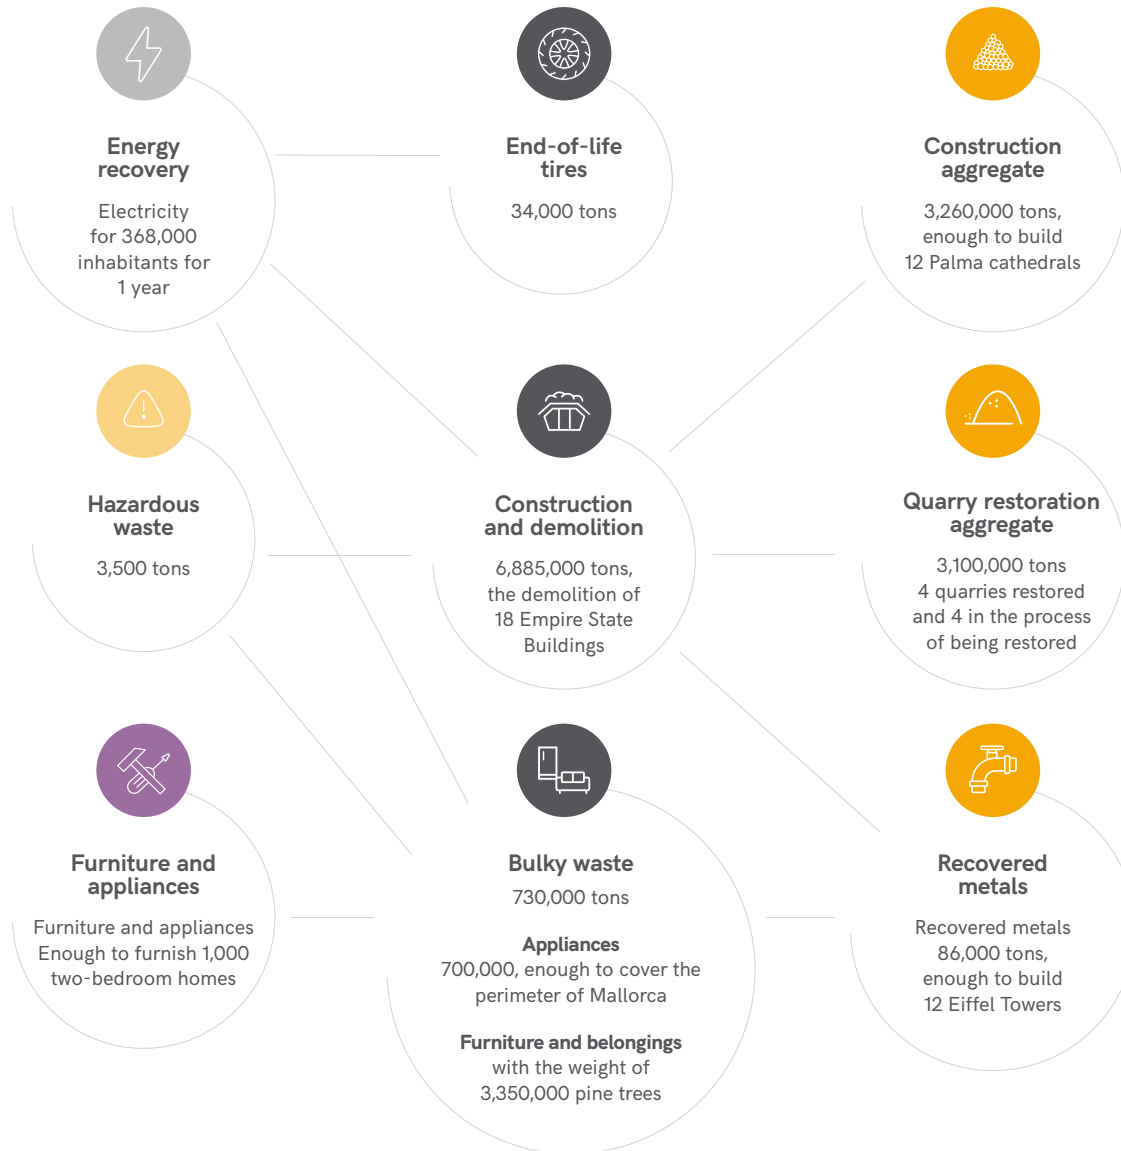 Energy
recovery
Electricity
for 368,000
inhabitants for
1 year
End-of-life
tires
34,000 tons
Construction
aggregate
3,260,000 tons,
enough to build
12 Palma cathedrals
Hazardous
waste
3,500 tons
Construction
and demolition
6,885,000 tons,
the demolition of
18 Empire State
Buildings
Quarry restoration
aggregate
3,100,000 tons
4 quarries restored
and 4 in the process
of being restored
Furniture and
appliances
Furniture and appliances
Enough to furnish 1,000
two-bedroom homes
Bulky waste
730,000 tons
Appliances
700,000, enough to cover the
perimeter of Mallorca
Furniture and belongings
with the weight of
3,350,000 pine trees
Recovered
metals
Recovered metals
86,000 tons,
enough to build
12 Eiffel Towers